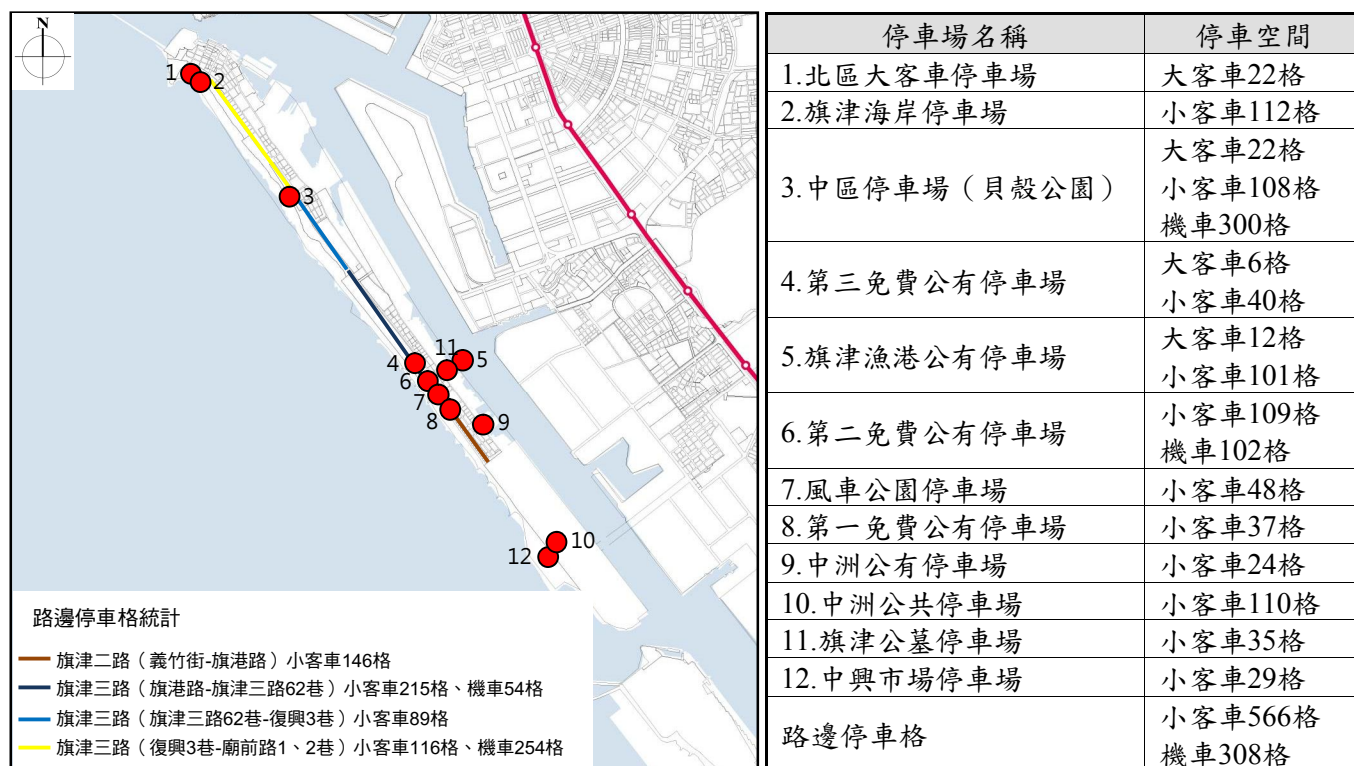 N
1
2
3
4
11
5
6
7
8
9
10
12
路邊停車格統計
旗津二路（義竹街-旗港路）小客車146格
旗津三路（旗港路-旗津三路62巷）小客車215格、機車54格
旗津三路（旗津三路62巷-復興3巷）小客車89格
旗津三路（復興3巷-廟前路1、2巷）小客車116格、機車254格
停車場名稱 停車空間
1.北區大客車停車場 大客車22格
2.旗津海岸停車場 小客車112格
3.中區停車場（貝殼公園） 大客車22格
小客車108格
機車300格
4.第三免費公有停車場 大客車6格
小客車40格
5.旗津漁港公有停車場 大客車12格
小客車101格
6.第二免費公有停車場 小客車109格
機車102格
7.風車公園停車場 小客車48格
8.第一免費公有停車場 小客車37格
9.中洲公有停車場 小客車24格
10.中洲公共停車場 小客車110格
11.旗津公墓停車場 小客車35格
12.中興市場停車場 小客車29格
路邊停車格 小客車566格
機車308格